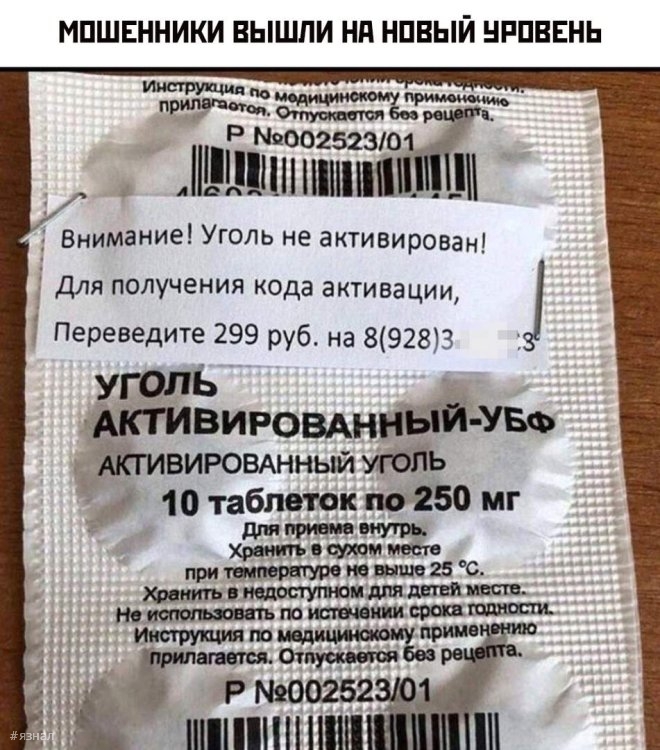 МОШЕННИКИ ВЫШЛИ НА НОВЫЙ УРОВЕНЬ
Инструкция по медицинскому применению
прилагается. Отпускается без рецепта.
Р №002523/01
Внимание! Уголь не активирован!
Для получения кода активации,
Переведите 299 руб. на 8(928)3 3
УГОЛЬ
АКТИВИРОВАННЫЙ-УБФ
АКТИВИРОВАННЫЙ УГОЛЬ
10 таблеток по 250 мг
Для приема внутрь.
Хранить в сухом месте
при температуре не выше 25 °С.
Хранить в недоступном для детей месте.
Не использовать по истечении срока годности.
Инструкция по медицинскому применению
прилагается. Отпускается без рецепта.
Р №002523/01
#язнал